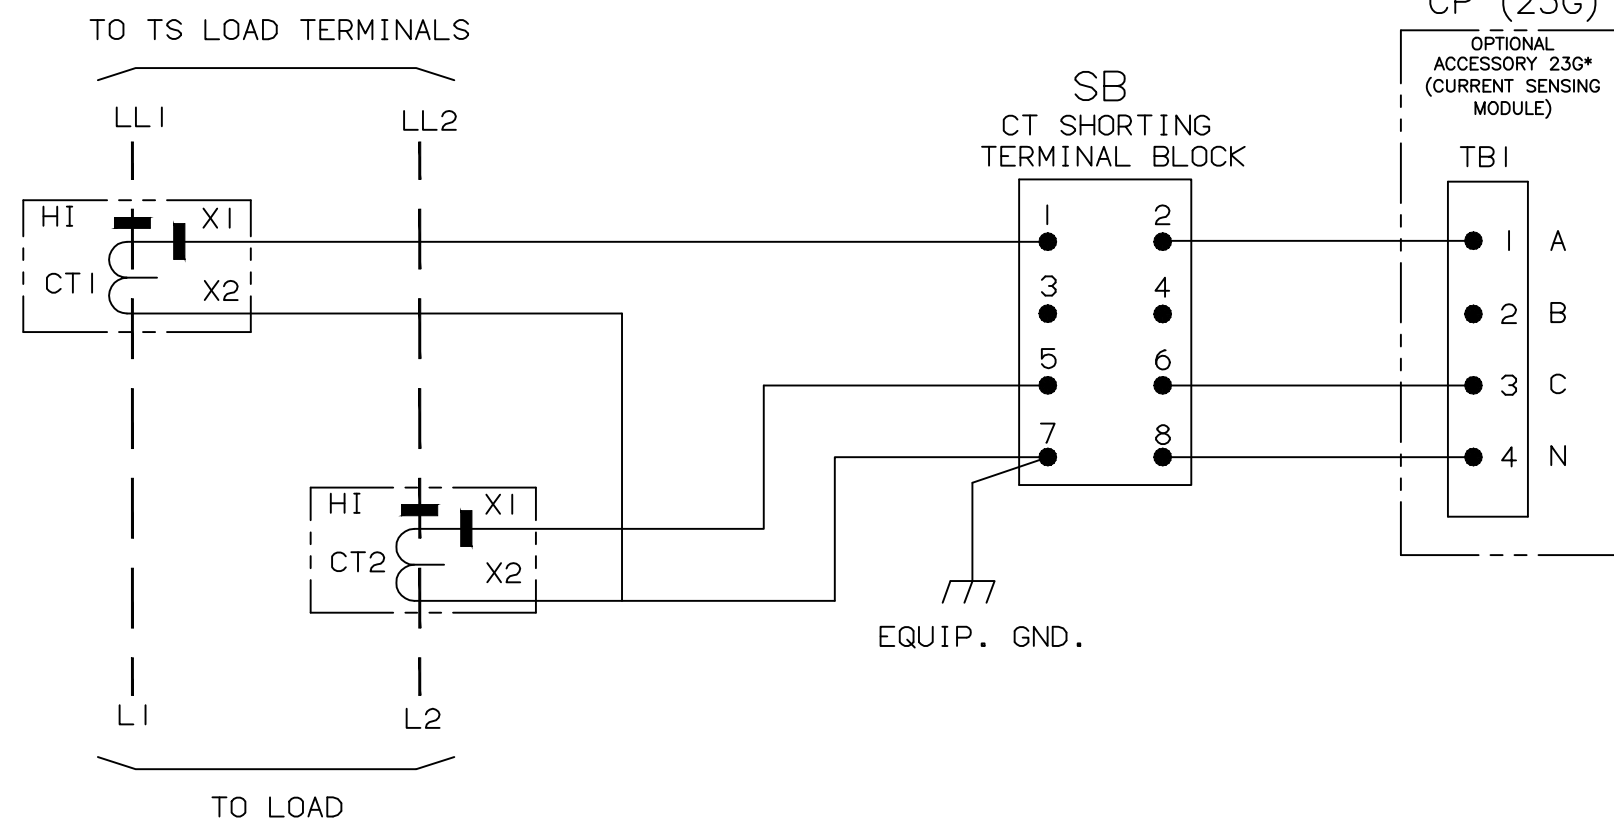 TO TS LOAD TERMINALS
CP (23G)
OPTIONAL
ACCESSORY 23G*
(CURRENT SENSING
MODULE)
LL1
LL2
SB
CT SHORTING
TERMINAL BLOCK
TB1
H1
X1
CT1
X2
1
2
3
4
5
6
7
8
1 A
2 B
3 C
4 N
H1
X1
CT2
X2
EQUIP. GND.
L1
L2
TO LOAD